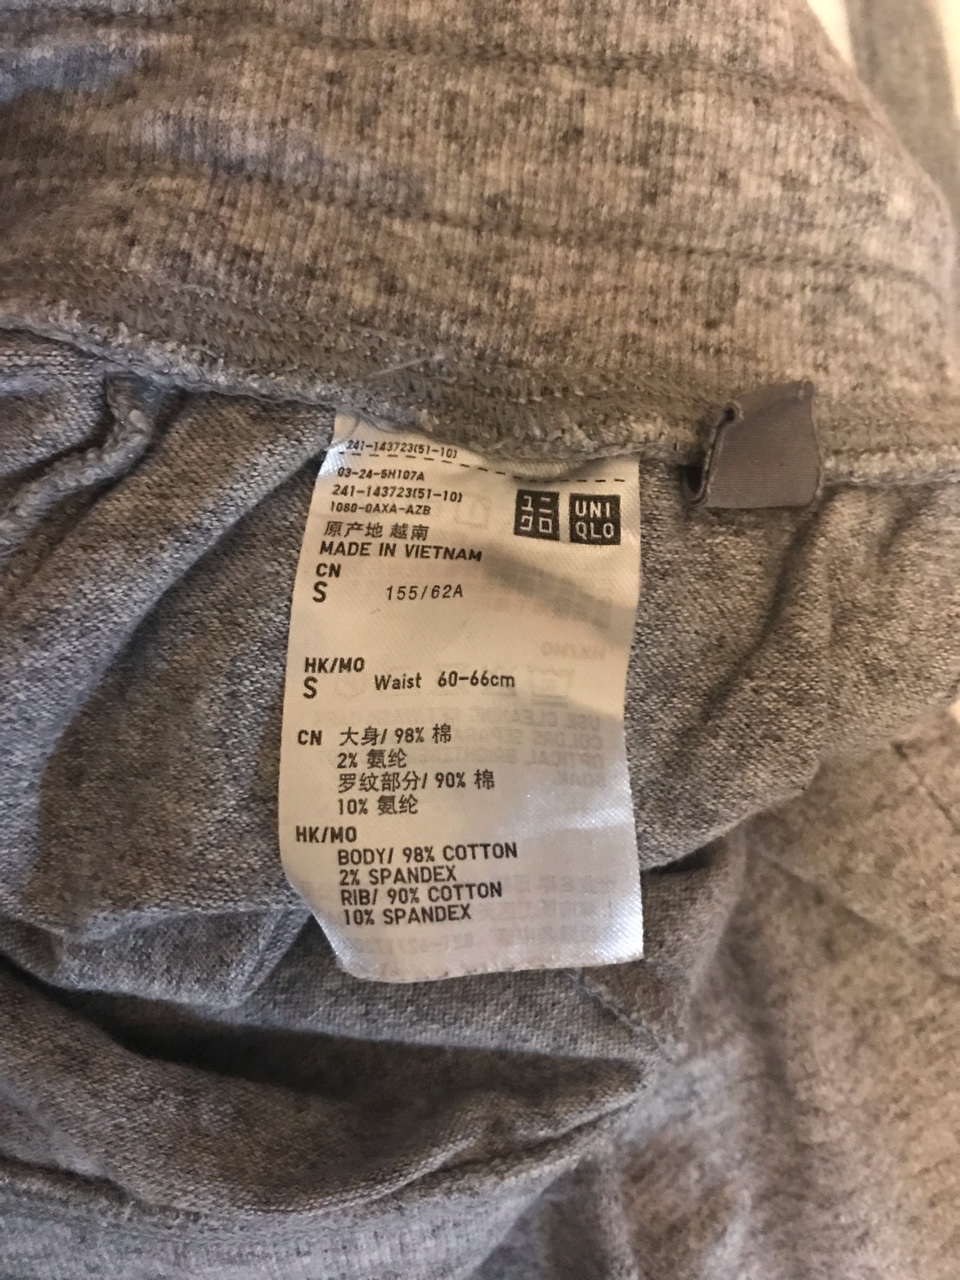 241-143723(51-10)
03-24-5H107A
241-143723(51-10)
1080-0AXA-AZB
ユニ
クロ
UNI
QLO
原产地 越南
MADE IN VIETNAM
CN
S 155/62A
HK/MO
S Waist 60-66cm
CN 大身/ 98% 棉
2% 氨纶
罗纹部分/ 90% 棉
10% 氨纶
HK/MO
BODY/ 98% COTTON
2% SPANDEX
RIB/ 90% COTTON
10% SPANDEX